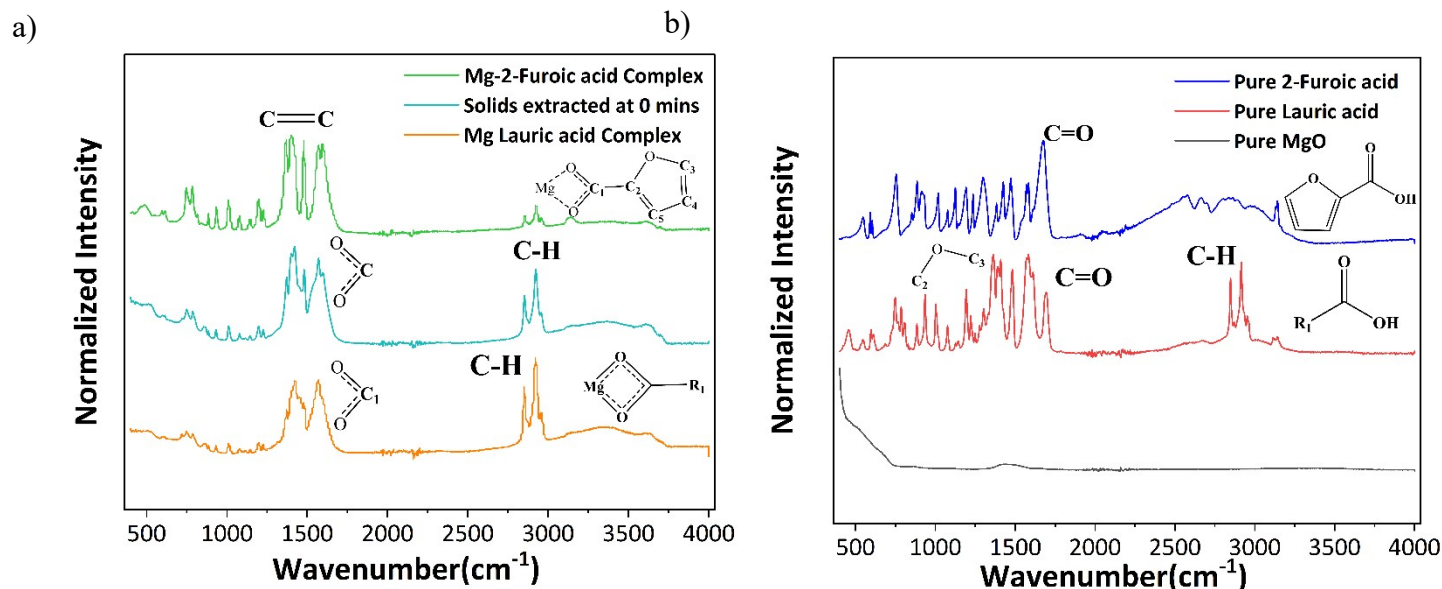 a)
Normalized Intensity
Mg-2-Furoic acid Complex
Solids extracted at 0 mins
Mg Lauric acid Complex
C C
O
O
Mg
C1
C2
O
C3
C4
C5
O
C
O
C-H
O
C1
O
C-H
O
Mg
O
R1
500 1000 1500 2000 2500 3000 3500 4000
Wavenumber(cm-1)
b)
Normalized Intensity
Pure 2-Furoic acid
Pure Lauric acid
Pure MgO
C=O
O
O
OH
O
C2
C3
C=O
C-H
O
R1
OH
500 1000 1500 2000 2500 3000 3500 4000
Wavenumber(cm-1)